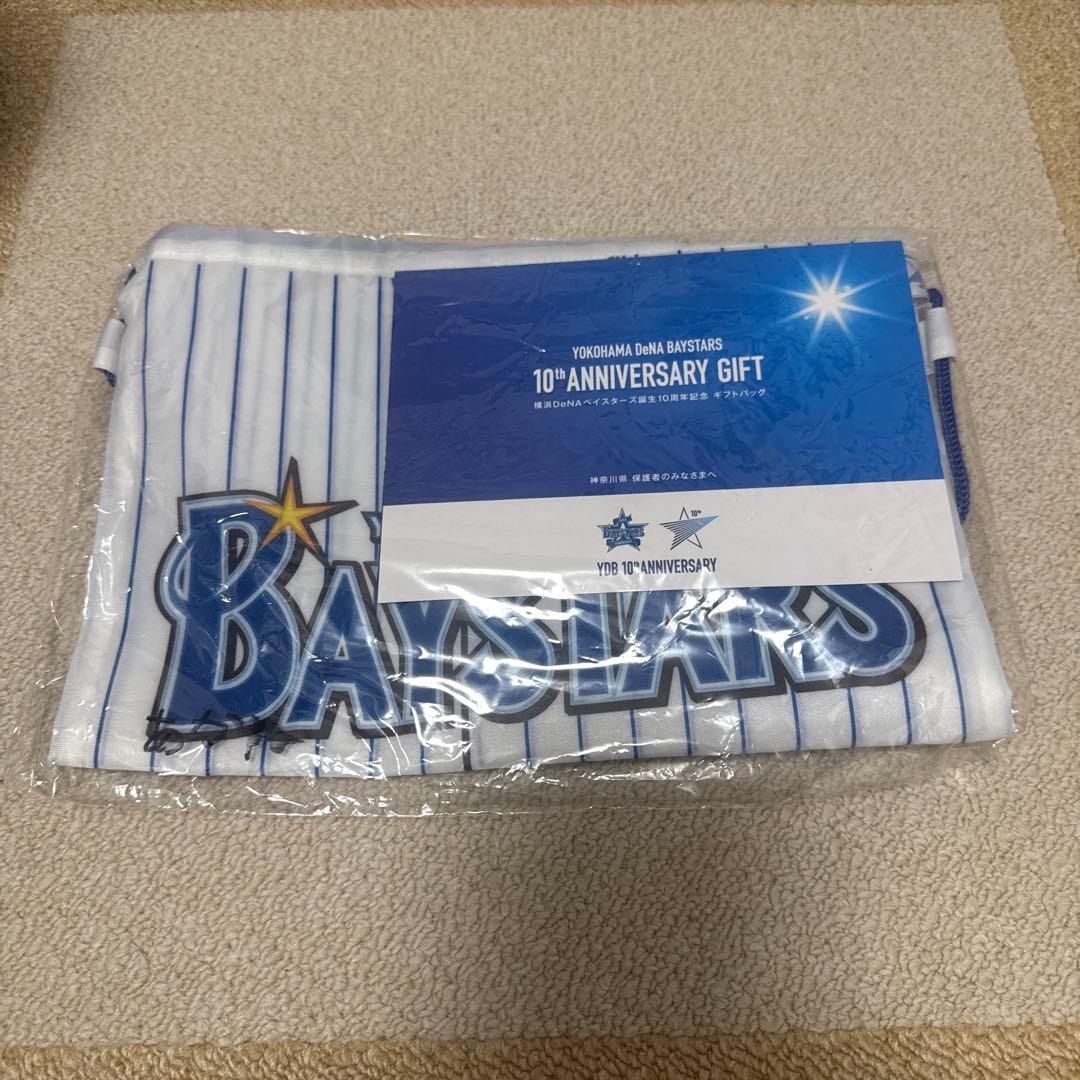 YOKOHAMA DeNA BAYSTARS
10th ANNIVERSARY GIFT
横浜DeNAベイスターズ誕生10周年記念 ギフトバッグ
神奈川県 保護者のみなさまへ
BAYSTARS
10th
YDB 10th ANNIVERSARY
BAYSTARS